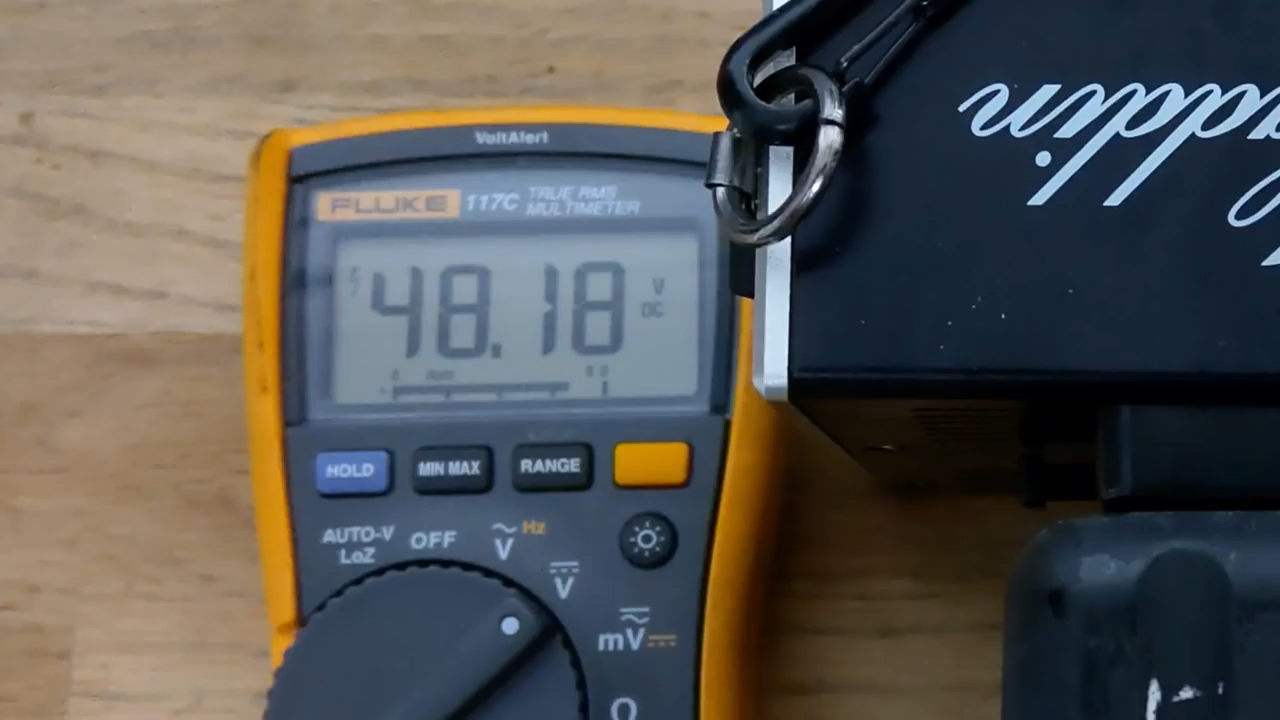 VoltAlert
FLUKE 117C TRUE RMS
MULTIMETER
48.18 V
DC
HOLD MIN MAX RANGE
AUTO-V
LoZ
OFF
V Hz
V
mV
Ω